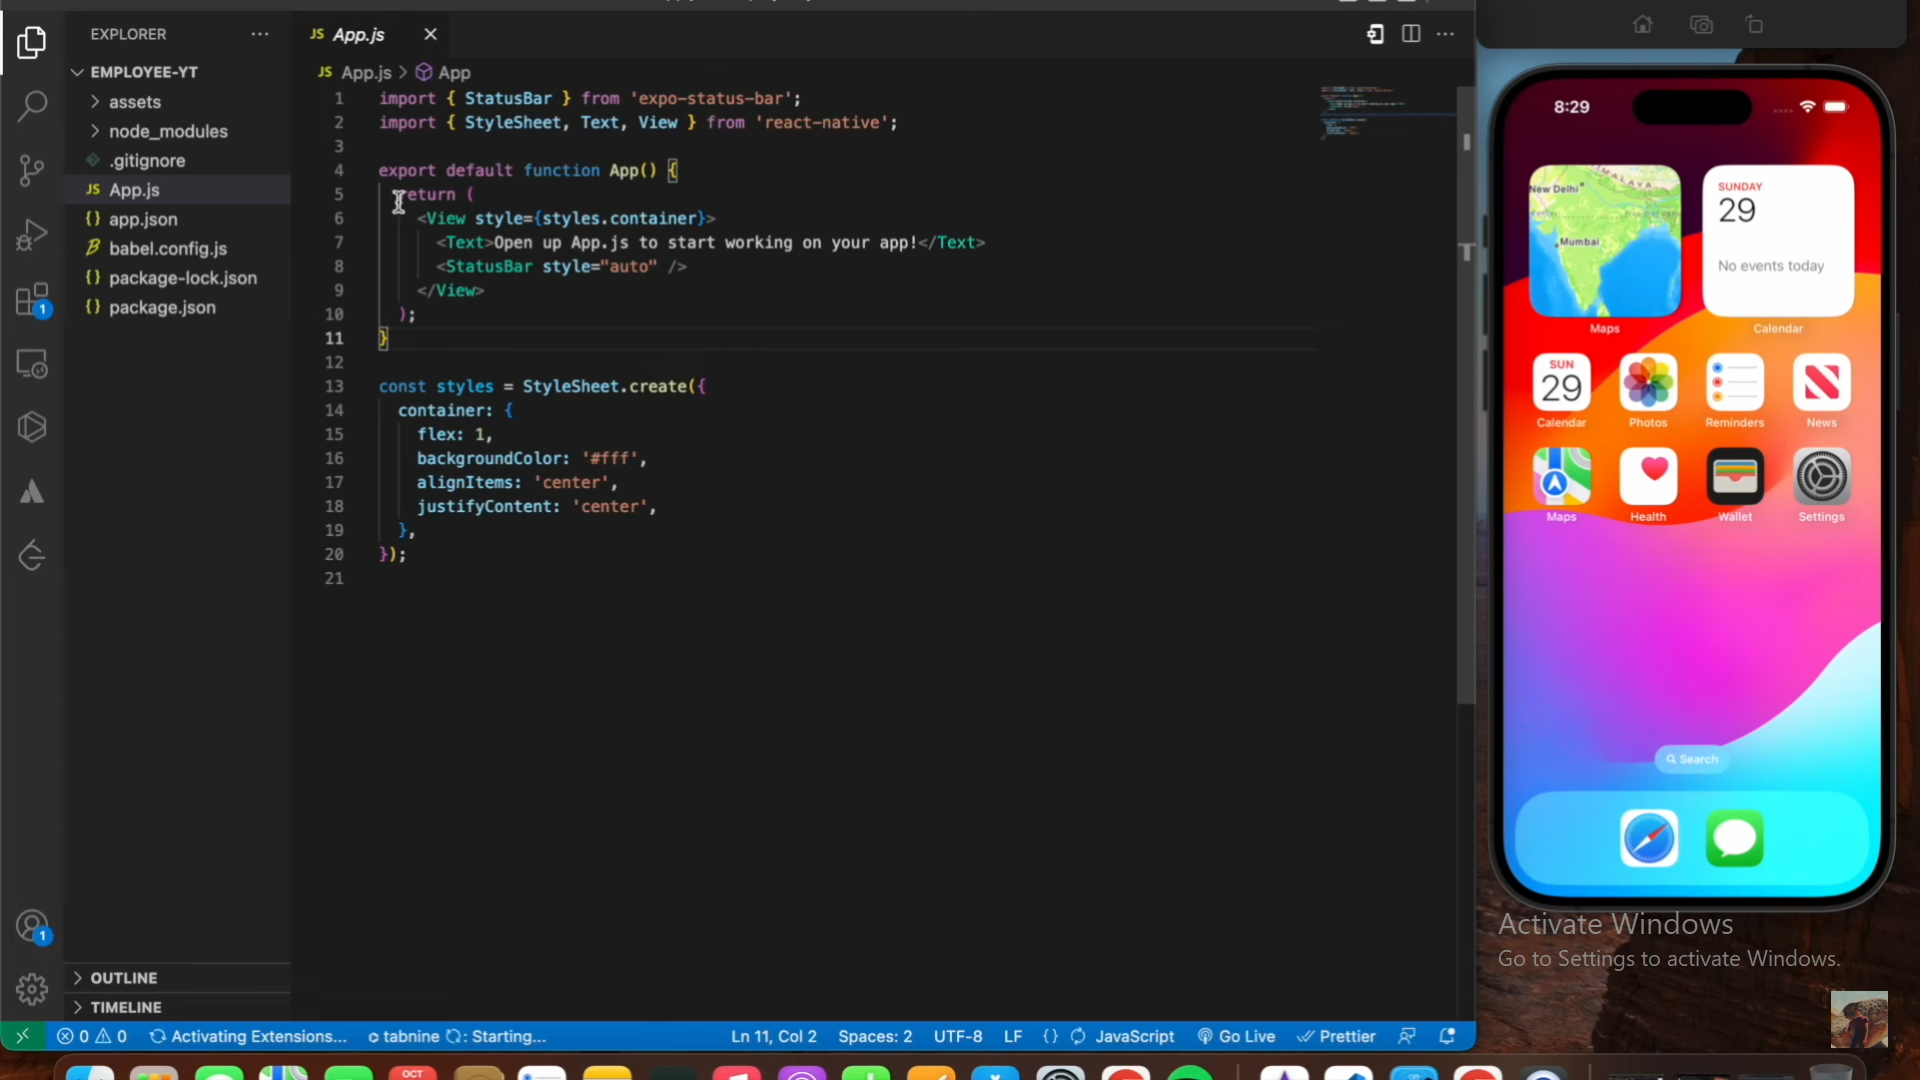 EXPLORER
EMPLOYEE-YT
assets
node_modules
.gitignore
JS App.js
{} app.json
babel.config.js
{} package-lock.json
{} package.json
OUTLINE
TIMELINE
JS App.js
JS App.js > App
1 import { StatusBar } from 'expo-status-bar';
2 import { StyleSheet, Text, View } from 'react-native';
3
4 export default function App() {
5 return (
6 <View style={styles.container}>
7 <Text>Open up App.js to start working on your app!</Text>
8 <StatusBar style="auto" />
9 </View>
10 );
11 }
12
13 const styles = StyleSheet.create({
14 container: {
15 flex: 1,
16 backgroundColor: '#fff',
17 alignItems: 'center',
18 justifyContent: 'center',
19 },
20 });
21
1
1
0 0 Activating Extensions... tabnine : Starting... Ln 11, Col 2 Spaces: 2 UTF-8 LF {} JavaScript Go Live Prettier
OCT
8:29
New Delhi
Mumbai
Maps
SUNDAY
29
No events today
Calendar
SUN
29
Calendar Photos Reminders News
Maps Health Wallet Settings
Search
Activate Windows
Go to Settings to activate Windows.